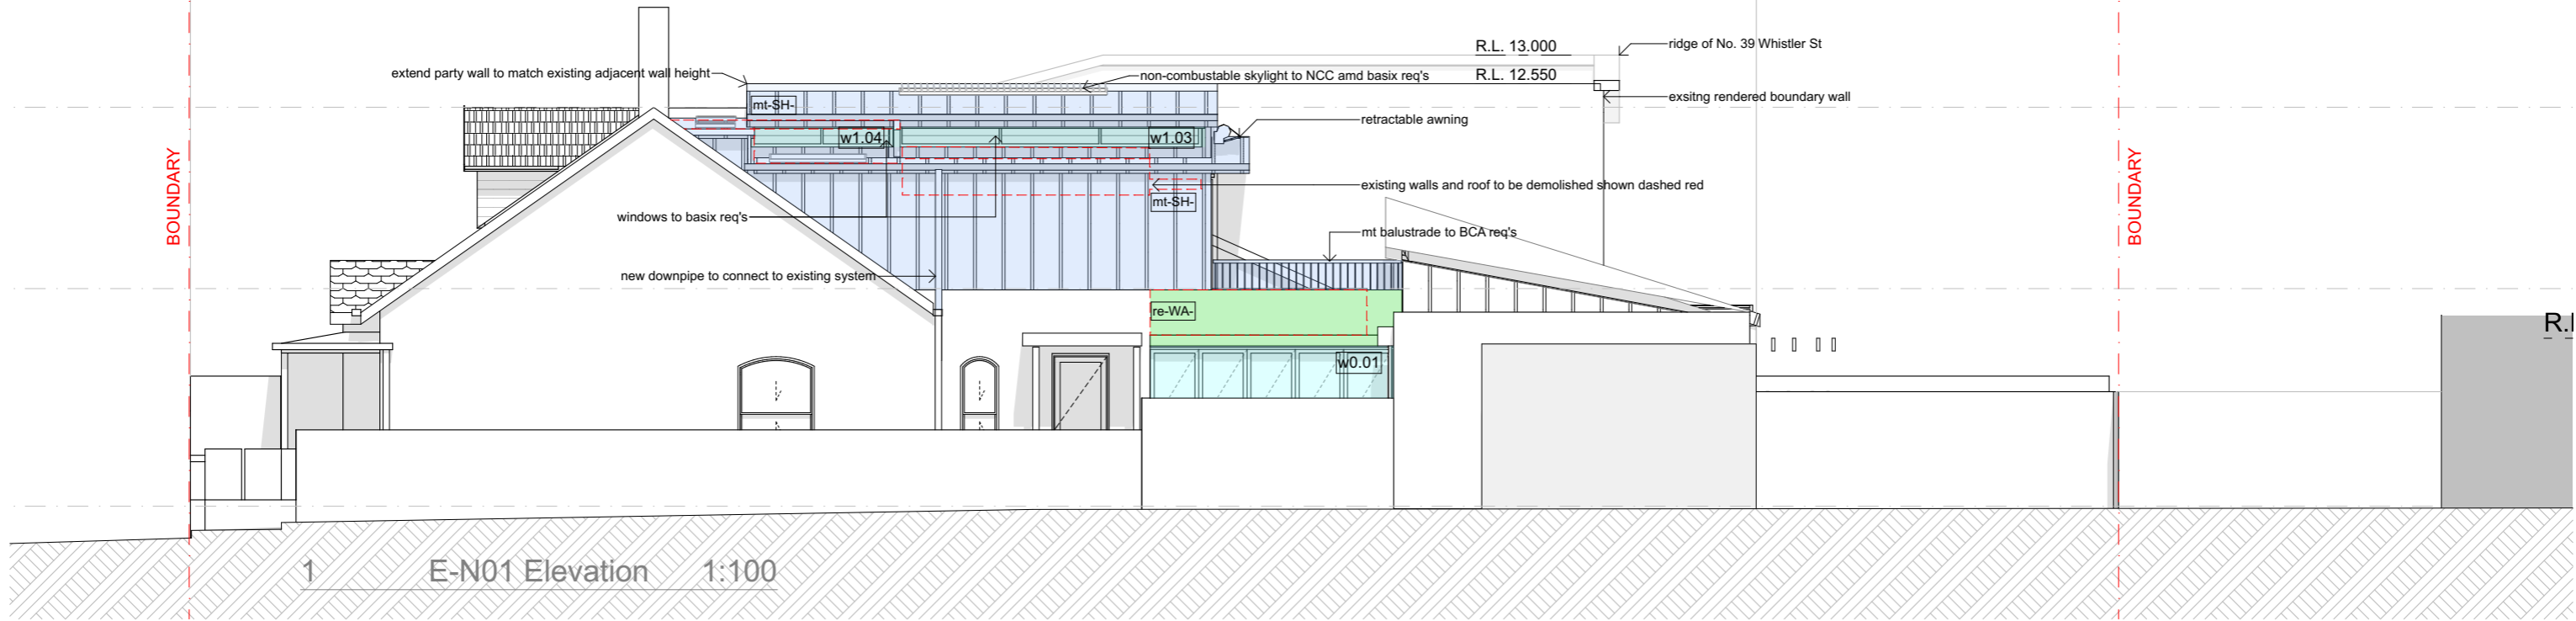 R.L. 13.000
ridge of No. 39 Whistler St
extend party wall to match existing adjacent wall height
non-combustable skylight to NCC amd basix req's
R.L. 12.550
mt-SH-
exsitng rendered boundary wall
retractable awning
w1.04
w1.03
BOUNDARY
BOUNDARY
existing walls and roof to be demolished shown dashed red
mt-SH-
windows to basix req's
mt balustrade to BCA req's
new downpipe to connect to existing system
re-WA-
R.
w0.01
1 E-N01 Elevation 1:100